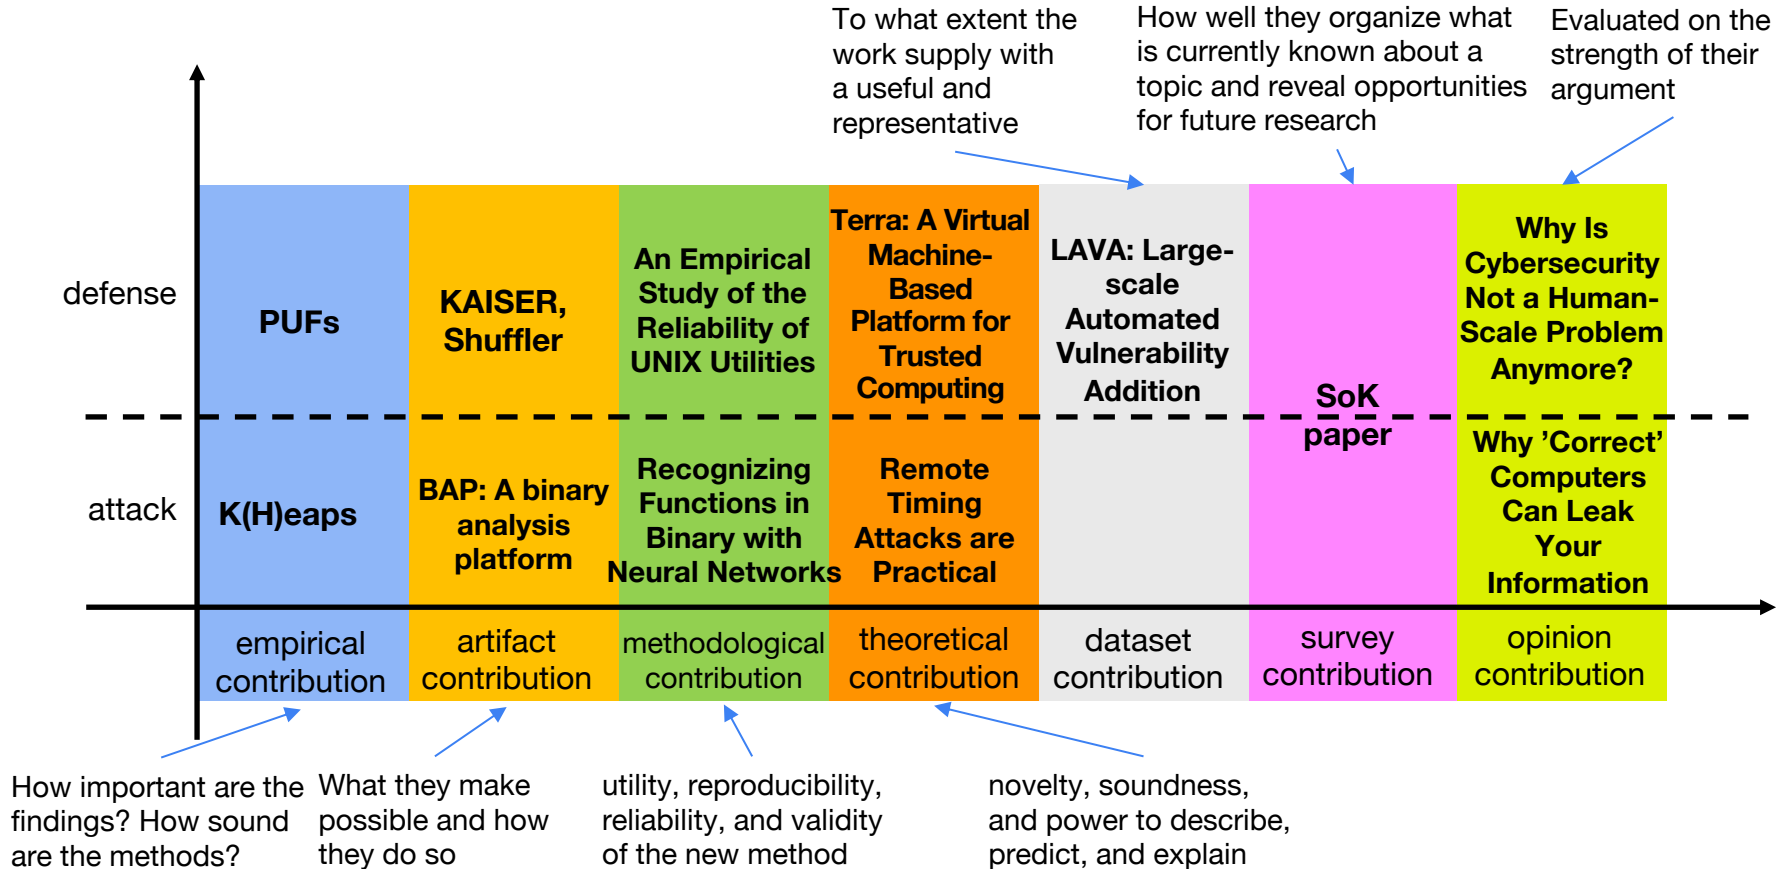 To what extent the
work supply with
a useful and
representative
How well they organize what
is currently known about a
topic and reveal opportunities
for future research
Evaluated on the
strength of their
argument
defense
PUFs
KAISER,
Shuffler
An Empirical
Study of the
Reliability of
UNIX Utilities
Terra: A Virtual
Machine-
Based
Platform for
Trusted
Computing
LAVA: Large-
scale
Automated
Vulnerability
Addition
SoK
paper
Why Is
Cybersecurity
Not a Human-
Scale Problem
Anymore?
attack
K(H)eaps
BAP: A binary
analysis
platform
Recognizing
Functions in
Binary with
Neural Networks
Remote
Timing
Attacks are
Practical
Why ’Correct’
Computers
Can Leak
Your
Information
empirical
contribution
artifact
contribution
methodological
contribution
theoretical
contribution
dataset
contribution
survey
contribution
opinion
contribution
How important are the
findings? How sound
are the methods?
What they make
possible and how
they do so
utility, reproducibility,
reliability, and validity
of the new method
novelty, soundness,
and power to describe,
predict, and explain